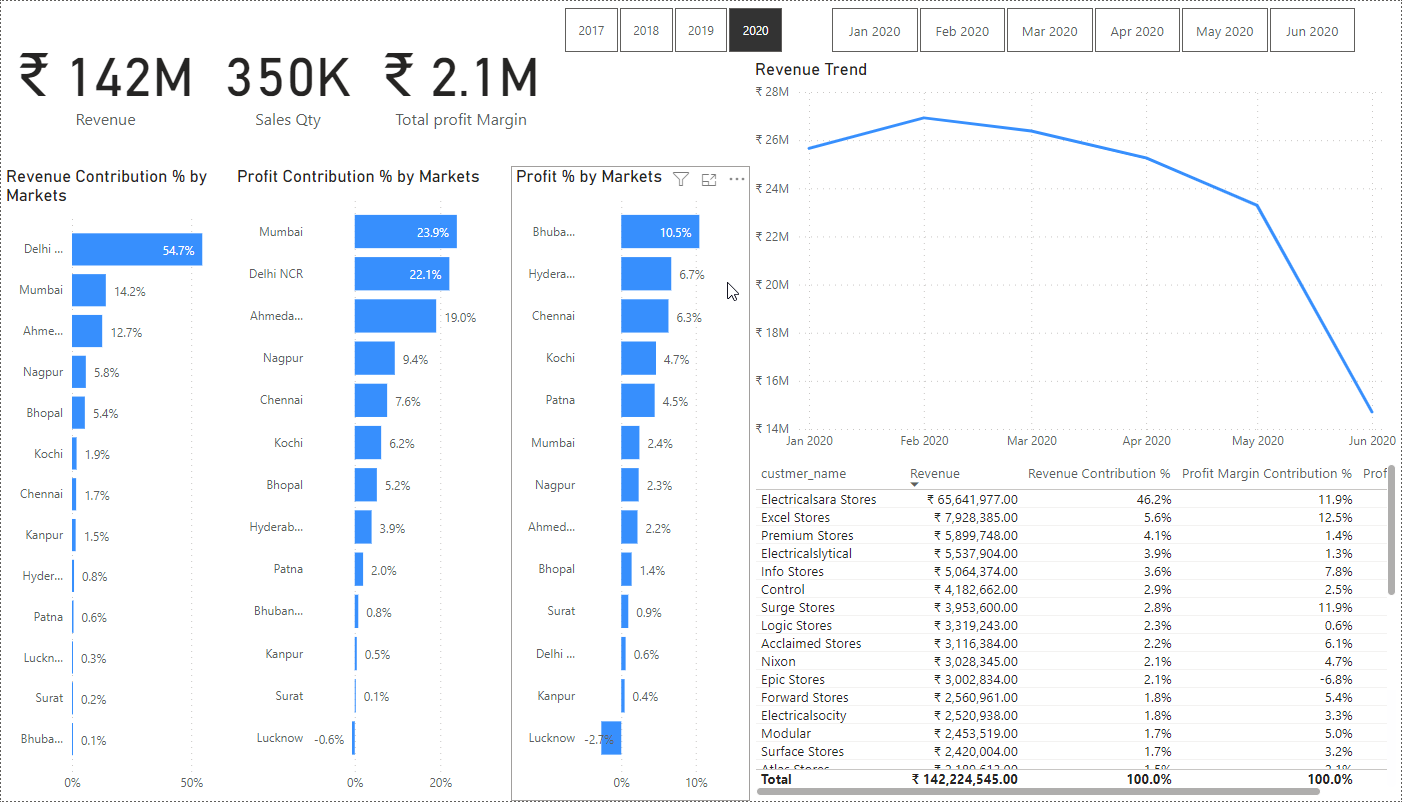 2017 2018 2019 2020
Jan 2020 Feb 2020 Mar 2020 Apr 2020 May 2020 Jun 2020
₹ 142M
Revenue
350K
Sales Qty
₹ 2.1M
Total profit Margin
Revenue Contribution % by
Markets
Delhi ... 54.7%
Mumbai 14.2%
Ahme... 12.7%
Nagpur 5.8%
Bhopal 5.4%
Kochi 1.9%
Chennai 1.7%
Kanpur 1.5%
Hyder... 0.8%
Patna 0.6%
Luckn... 0.3%
Surat 0.2%
Bhuba... 0.1%
0% 50%
Profit Contribution % by Markets
Mumbai 23.9%
Delhi NCR 22.1%
Ahmeda... 19.0%
Nagpur 9.4%
Chennai 7.6%
Kochi 6.2%
Bhopal 5.2%
Hyderab... 3.9%
Patna 2.0%
Bhuban... 0.8%
Kanpur 0.5%
Surat 0.1%
Lucknow -0.6%
0% 20%
Profit % by Markets
Bhuba... 10.5%
Hydera... 6.7%
Chennai 6.3%
Kochi 4.7%
Patna 4.5%
Mumbai 2.4%
Nagpur 2.3%
Ahmed... 2.2%
Bhopal 1.4%
Surat 0.9%
Delhi ... 0.6%
Kanpur 0.4%
Lucknow -2.7%
0% 10%
Revenue Trend
₹ 28M
₹ 26M
₹ 24M
₹ 22M
₹ 20M
₹ 18M
₹ 16M
₹ 14M
Jan 2020 Feb 2020 Mar 2020 Apr 2020 May 2020 Jun 2020
custmer_name Revenue Revenue Contribution % Profit Margin Contribution % Prof
Electricalsara Stores ₹ 65,641,977.00 46.2% 11.9%
Excel Stores ₹ 7,928,385.00 5.6% 12.5%
Premium Stores ₹ 5,899,748.00 4.1% 1.4%
Electricalslytical ₹ 5,537,904.00 3.9% 1.3%
Info Stores ₹ 5,064,374.00 3.6% 7.8%
Control ₹ 4,182,662.00 2.9% 2.5%
Surge Stores ₹ 3,953,600.00 2.8% 11.9%
Logic Stores ₹ 3,319,243.00 2.3% 0.6%
Acclaimed Stores ₹ 3,116,384.00 2.2% 6.1%
Nixon ₹ 3,028,345.00 2.1% 4.7%
Epic Stores ₹ 3,002,834.00 2.1% -6.8%
Forward Stores ₹ 2,560,961.00 1.8% 5.4%
Electricalsocity ₹ 2,520,938.00 1.8% 3.3%
Modular ₹ 2,453,519.00 1.7% 5.0%
Surface Stores ₹ 2,420,004.00 1.7% 3.2%
Total ₹ 142,224,545.00 100.0% 100.0%